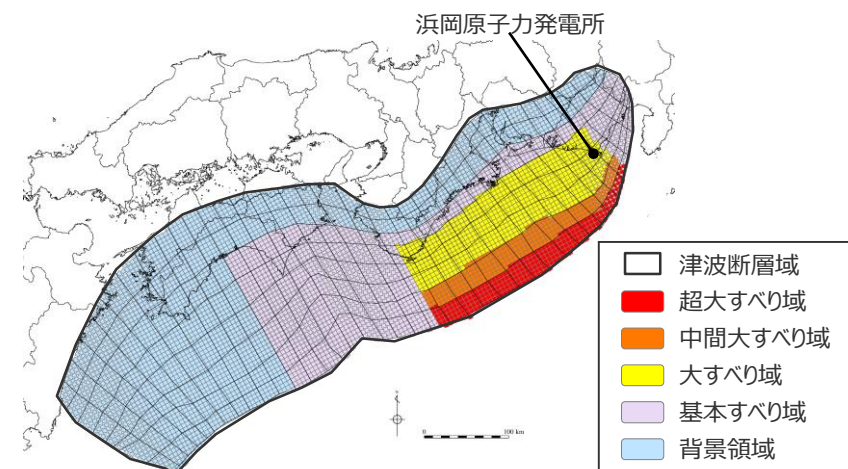 浜岡原子力発電所
津波断層域
超大すべり域
中間大すべり域
大すべり域
基本すべり域
背景領域
0 100 km